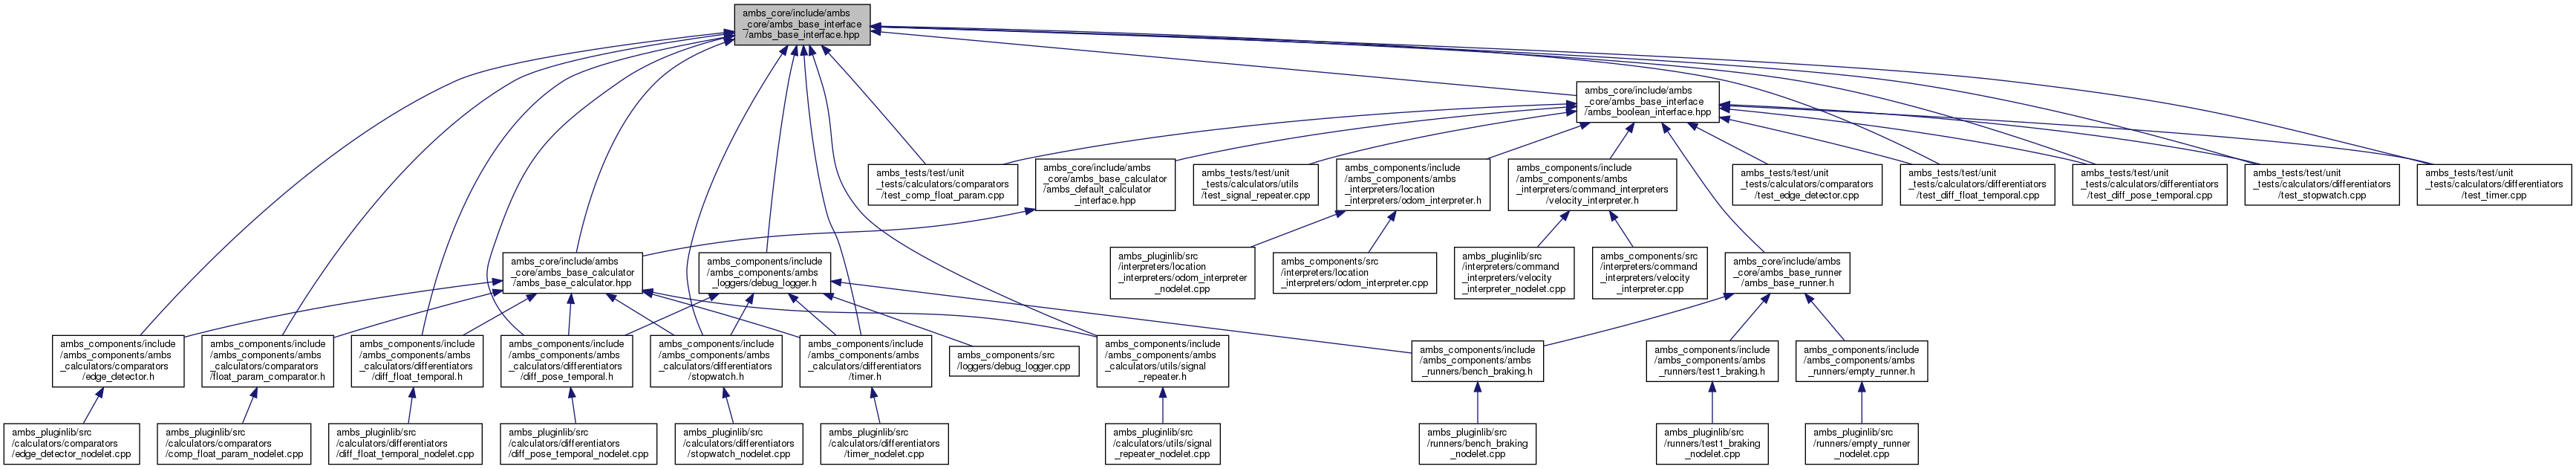 ambs_core/include/ambs
_core/ambs_base_interface
/ambs_base_interface.hpp
ambs_core/include/ambs
_core/ambs_base_interface
/ambs_boolean_interface.hpp
ambs_tests/test/unit
_tests/calculators/comparators
/test_comp_float_param.cpp
ambs_core/include/ambs
_core/ambs_base_calculator
/ambs_default_calculator
_interface.hpp
ambs_tests/test/unit
_tests/calculators/utils
/test_signal_repeater.cpp
ambs_components/include
/ambs_components/ambs
_interpreters/location
_interpreters/odom_interpreter.h
ambs_components/include
/ambs_components/ambs
_interpreters/command_interpreters
/velocity_interpreter.h
ambs_tests/test/unit
_tests/calculators/comparators
/test_edge_detector.cpp
ambs_tests/test/unit
_tests/calculators/differentiators
/test_diff_float_temporal.cpp
ambs_tests/test/unit
_tests/calculators/differentiators
/test_diff_pose_temporal.cpp
ambs_tests/test/unit
_tests/calculators/differentiators
/test_stopwatch.cpp
ambs_tests/test/unit
_tests/calculators/differentiators
/test_timer.cpp
ambs_core/include/ambs
_core/ambs_base_calculator
/ambs_base_calculator.hpp
ambs_components/include
/ambs_components/ambs
_loggers/debug_logger.h
ambs_pluginlib/src
/interpreters/location
_interpreters/odom_interpreter
_nodelet.cpp
ambs_components/src
/interpreters/location
_interpreters/odom_interpreter.cpp
ambs_pluginlib/src
/interpreters/command
_interpreters/velocity
_interpreter_nodelet.cpp
ambs_components/src
/interpreters/command
_interpreters/velocity
_interpreter.cpp
ambs_core/include/ambs
_core/ambs_base_runner
/ambs_base_runner.h
ambs_components/include
/ambs_components/ambs
_calculators/comparators
/edge_detector.h
ambs_components/include
/ambs_components/ambs
_calculators/comparators
/float_param_comparator.h
ambs_components/include
/ambs_components/ambs
_calculators/differentiators
/diff_float_temporal.h
ambs_components/include
/ambs_components/ambs
_calculators/differentiators
/diff_pose_temporal.h
ambs_components/include
/ambs_components/ambs
_calculators/differentiators
/stopwatch.h
ambs_components/include
/ambs_components/ambs
_calculators/differentiators
/timer.h
ambs_components/src
/loggers/debug_logger.cpp
ambs_components/include
/ambs_components/ambs
_calculators/utils/signal
_repeater.h
ambs_components/include
/ambs_components/ambs
_runners/bench_braking.h
ambs_components/include
/ambs_components/ambs
_runners/test1_braking.h
ambs_components/include
/ambs_components/ambs
_runners/empty_runner.h
ambs_pluginlib/src
/calculators/comparators
/edge_detector_nodelet.cpp
ambs_pluginlib/src
/calculators/comparators
/comp_float_param_nodelet.cpp
ambs_pluginlib/src
/calculators/differentiators
/diff_float_temporal_nodelet.cpp
ambs_pluginlib/src
/calculators/differentiators
/diff_pose_temporal_nodelet.cpp
ambs_pluginlib/src
/calculators/differentiators
/stopwatch_nodelet.cpp
ambs_pluginlib/src
/calculators/differentiators
/timer_nodelet.cpp
ambs_pluginlib/src
/calculators/utils/signal
_repeater_nodelet.cpp
ambs_pluginlib/src
/runners/bench_braking
_nodelet.cpp
ambs_pluginlib/src
/runners/test1_braking
_nodelet.cpp
ambs_pluginlib/src
/runners/empty_runner
_nodelet.cpp